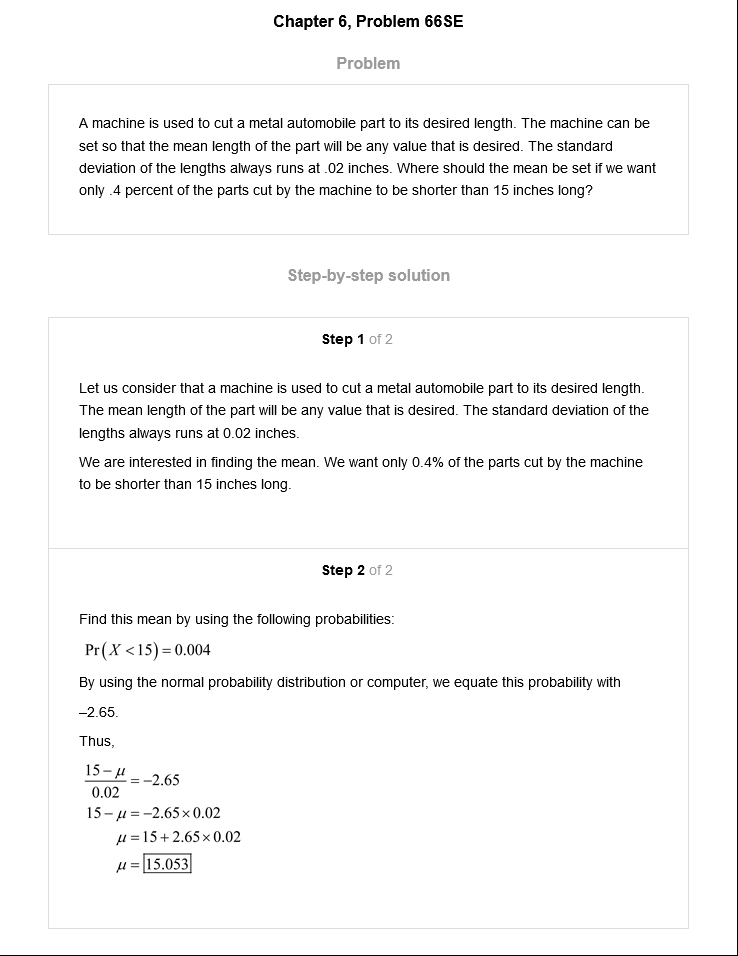 Chapter 6, Problem 66SE
Problem
A machine is used to cut a metal automobile part to its desired length. The machine can be
set so that the mean length of the part will be any value that is desired. The standard
deviation of the lengths always runs at .02 inches. Where should the mean be set if we want
only .4 percent of the parts cut by the machine to be shorter than 15 inches long?
Step-by-step solution
Step 1 of 2
Let us consider that a machine is used to cut a metal automobile part to its desired length.
The mean length of the part will be any value that is desired. The standard deviation of the
lengths always runs at 0.02 inches.
We are interested in finding the mean. We want only 0.4% of the parts cut by the machine
to be shorter than 15 inches long.
Step 2 of 2
Find this mean by using the following probabilities:
Pr(X < 15) = 0.004
By using the normal probability distribution or computer, we equate this probability with
–2.65.
Thus,
15 − μ
= −2.65
0.02
15 − μ = −2.65 × 0.02
μ = 15 + 2.65 × 0.02
μ = 15.053